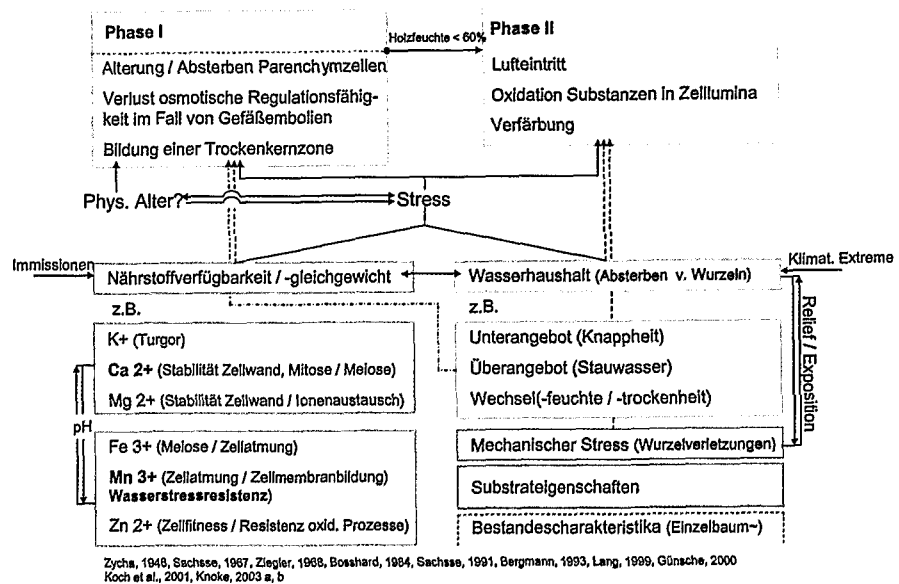 Phase I
Holzfeuchte < 60%
Phase II
Alterung / Absterben Parenchymzellen
Verlust osmotische Regulationsfähig-
keit im Fall von Gefäßembolien
Bildung einer Trockenkernzone
Lufteintritt
Oxidation Substanzen in Zelllumina
Verfärbung
Phys. Alter?
Stress
Immissionen
Nährstoffverfügbarkeit / -gleichgewicht
Wasserhaushalt (Absterben v. Wurzeln)
Klimat. Extreme
z.B.
K+ (Turgor)
Ca 2+ (Stabilität Zellwand, Mitose / Meiose)
Mg 2+ (Stabilität Zellwand / Ionenaustausch)
pH
Fe 3+ (Meiose / Zellatmung)
Mn 3+ (Zellatmung / Zellmembranbildung)
Wasserstressresistenz)
Zn 2+ (Zellfitness / Resistenz oxid. Prozesse)
z.B.
Unterangebot (Knappheit)
Überangebot (Stauwasser)
Wechsel(-feuchte / -trockenheit)
Relief / Exposition
Mechanischer Stress (Wurzelverletzungen)
Substrateigenschaften
Bestandescharakteristika (Einzelbaum~)
Zycha, 1948, Sachsse, 1967, Ziegler, 1968, Bosshard, 1984, Sachsse, 1991, Bergmann, 1993, Lang, 1999, Günsche, 2000
Koch et al., 2001, Knoke, 2003 a, b